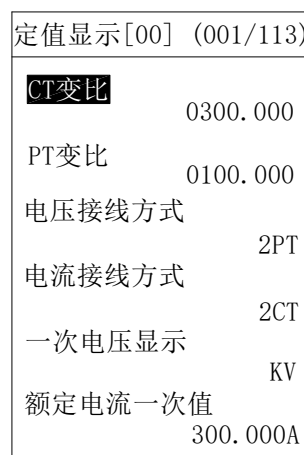 定值显示[00] (001/113)
CT变比
0300.000
PT变比
0100.000
电压接线方式
2PT
电流接线方式
2CT
一次电压显示
KV
额定电流一次值
300.000A